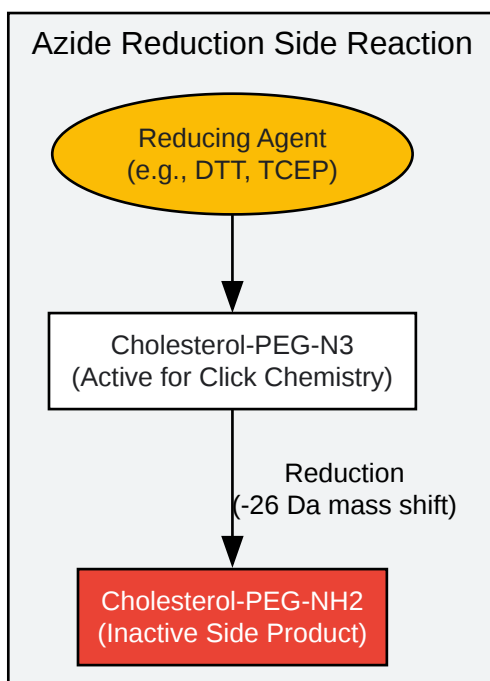 Azide Reduction Side Reaction
Reducing Agent
(e.g., DTT, TCEP)
Cholesterol-PEG-N3
(Active for Click Chemistry)
Reduction
(-26 Da mass shift)
Cholesterol-PEG-NH2
(Inactive Side Product)